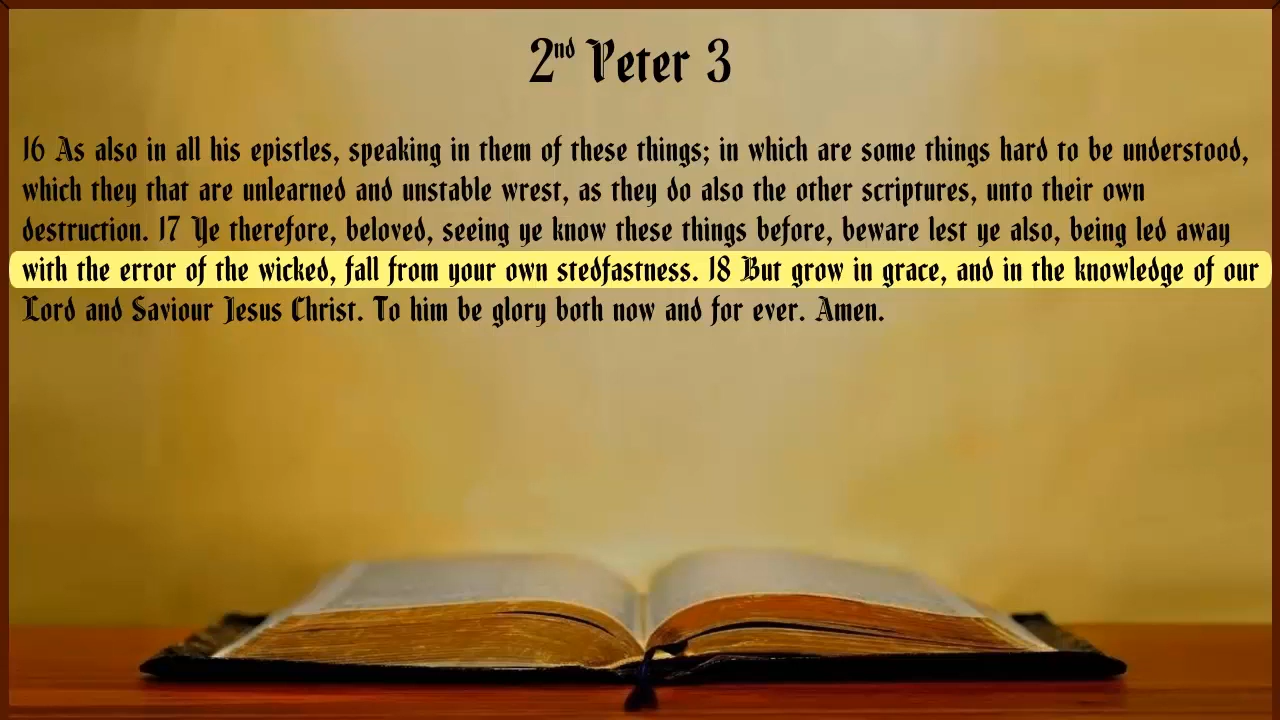 2nd Peter 3
16 As also in all his epistles, speaking in them of these things; in which are some things hard to be understood,
which they that are unlearned and unstable wrest, as they do also the other scriptures, unto their own
destruction. 17 Ye therefore, beloved, seeing ye know these things before, beware lest ye also, being led away
with the error of the wicked, fall from your own stedfastness. 18 But grow in grace, and in the knowledge of our
Lord and Saviour Jesus Christ. To him be glory both now and for ever. Amen.